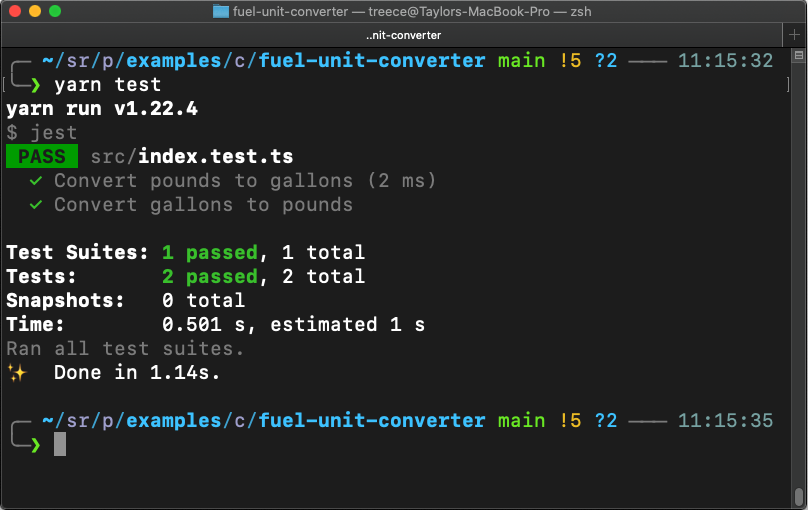 fuel-unit-converter — treece@Taylors-MacBook-Pro — zsh
..nit-converter
~/sr/p/examples/c/fuel-unit-converter main !5 ?2 ─── 11:15:32
❯ yarn test
yarn run v1.22.4
$ jest
PASS src/index.test.ts
✓ Convert pounds to gallons (2 ms)
✓ Convert gallons to pounds
Test Suites: 1 passed, 1 total
Tests: 2 passed, 2 total
Snapshots: 0 total
Time: 0.501 s, estimated 1 s
Ran all test suites.
✨ Done in 1.14s.
~/sr/p/examples/c/fuel-unit-converter main !5 ?2 ─── 11:15:35
❯